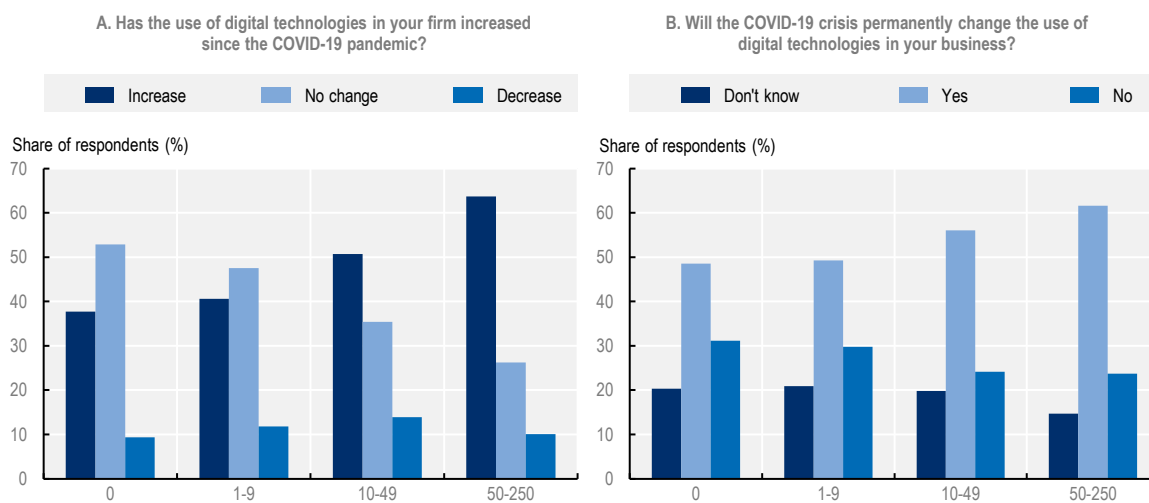 A. Has the use of digital technologies in your firm increased
since the COVID-19 pandemic?
Increase No change Decrease
Share of respondents (%)
70
60
50
40
30
20
10
0
0 1-9 10-49 50-250
B. Will the COVID-19 crisis permanently change the use of
digital technologies in your business?
Don't know Yes No
Share of respondents (%)
70
60
50
40
30
20
10
0
0 1-9 10-49 50-250